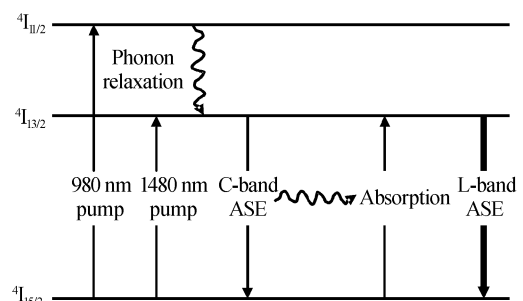 ⁴I₁₁/₂
Phonon
relaxation
⁴I₁₃/₂
980 nm
pump
1480 nm
pump
C-band
ASE
Absorption
L-band
ASE
⁴I₁₅/₂